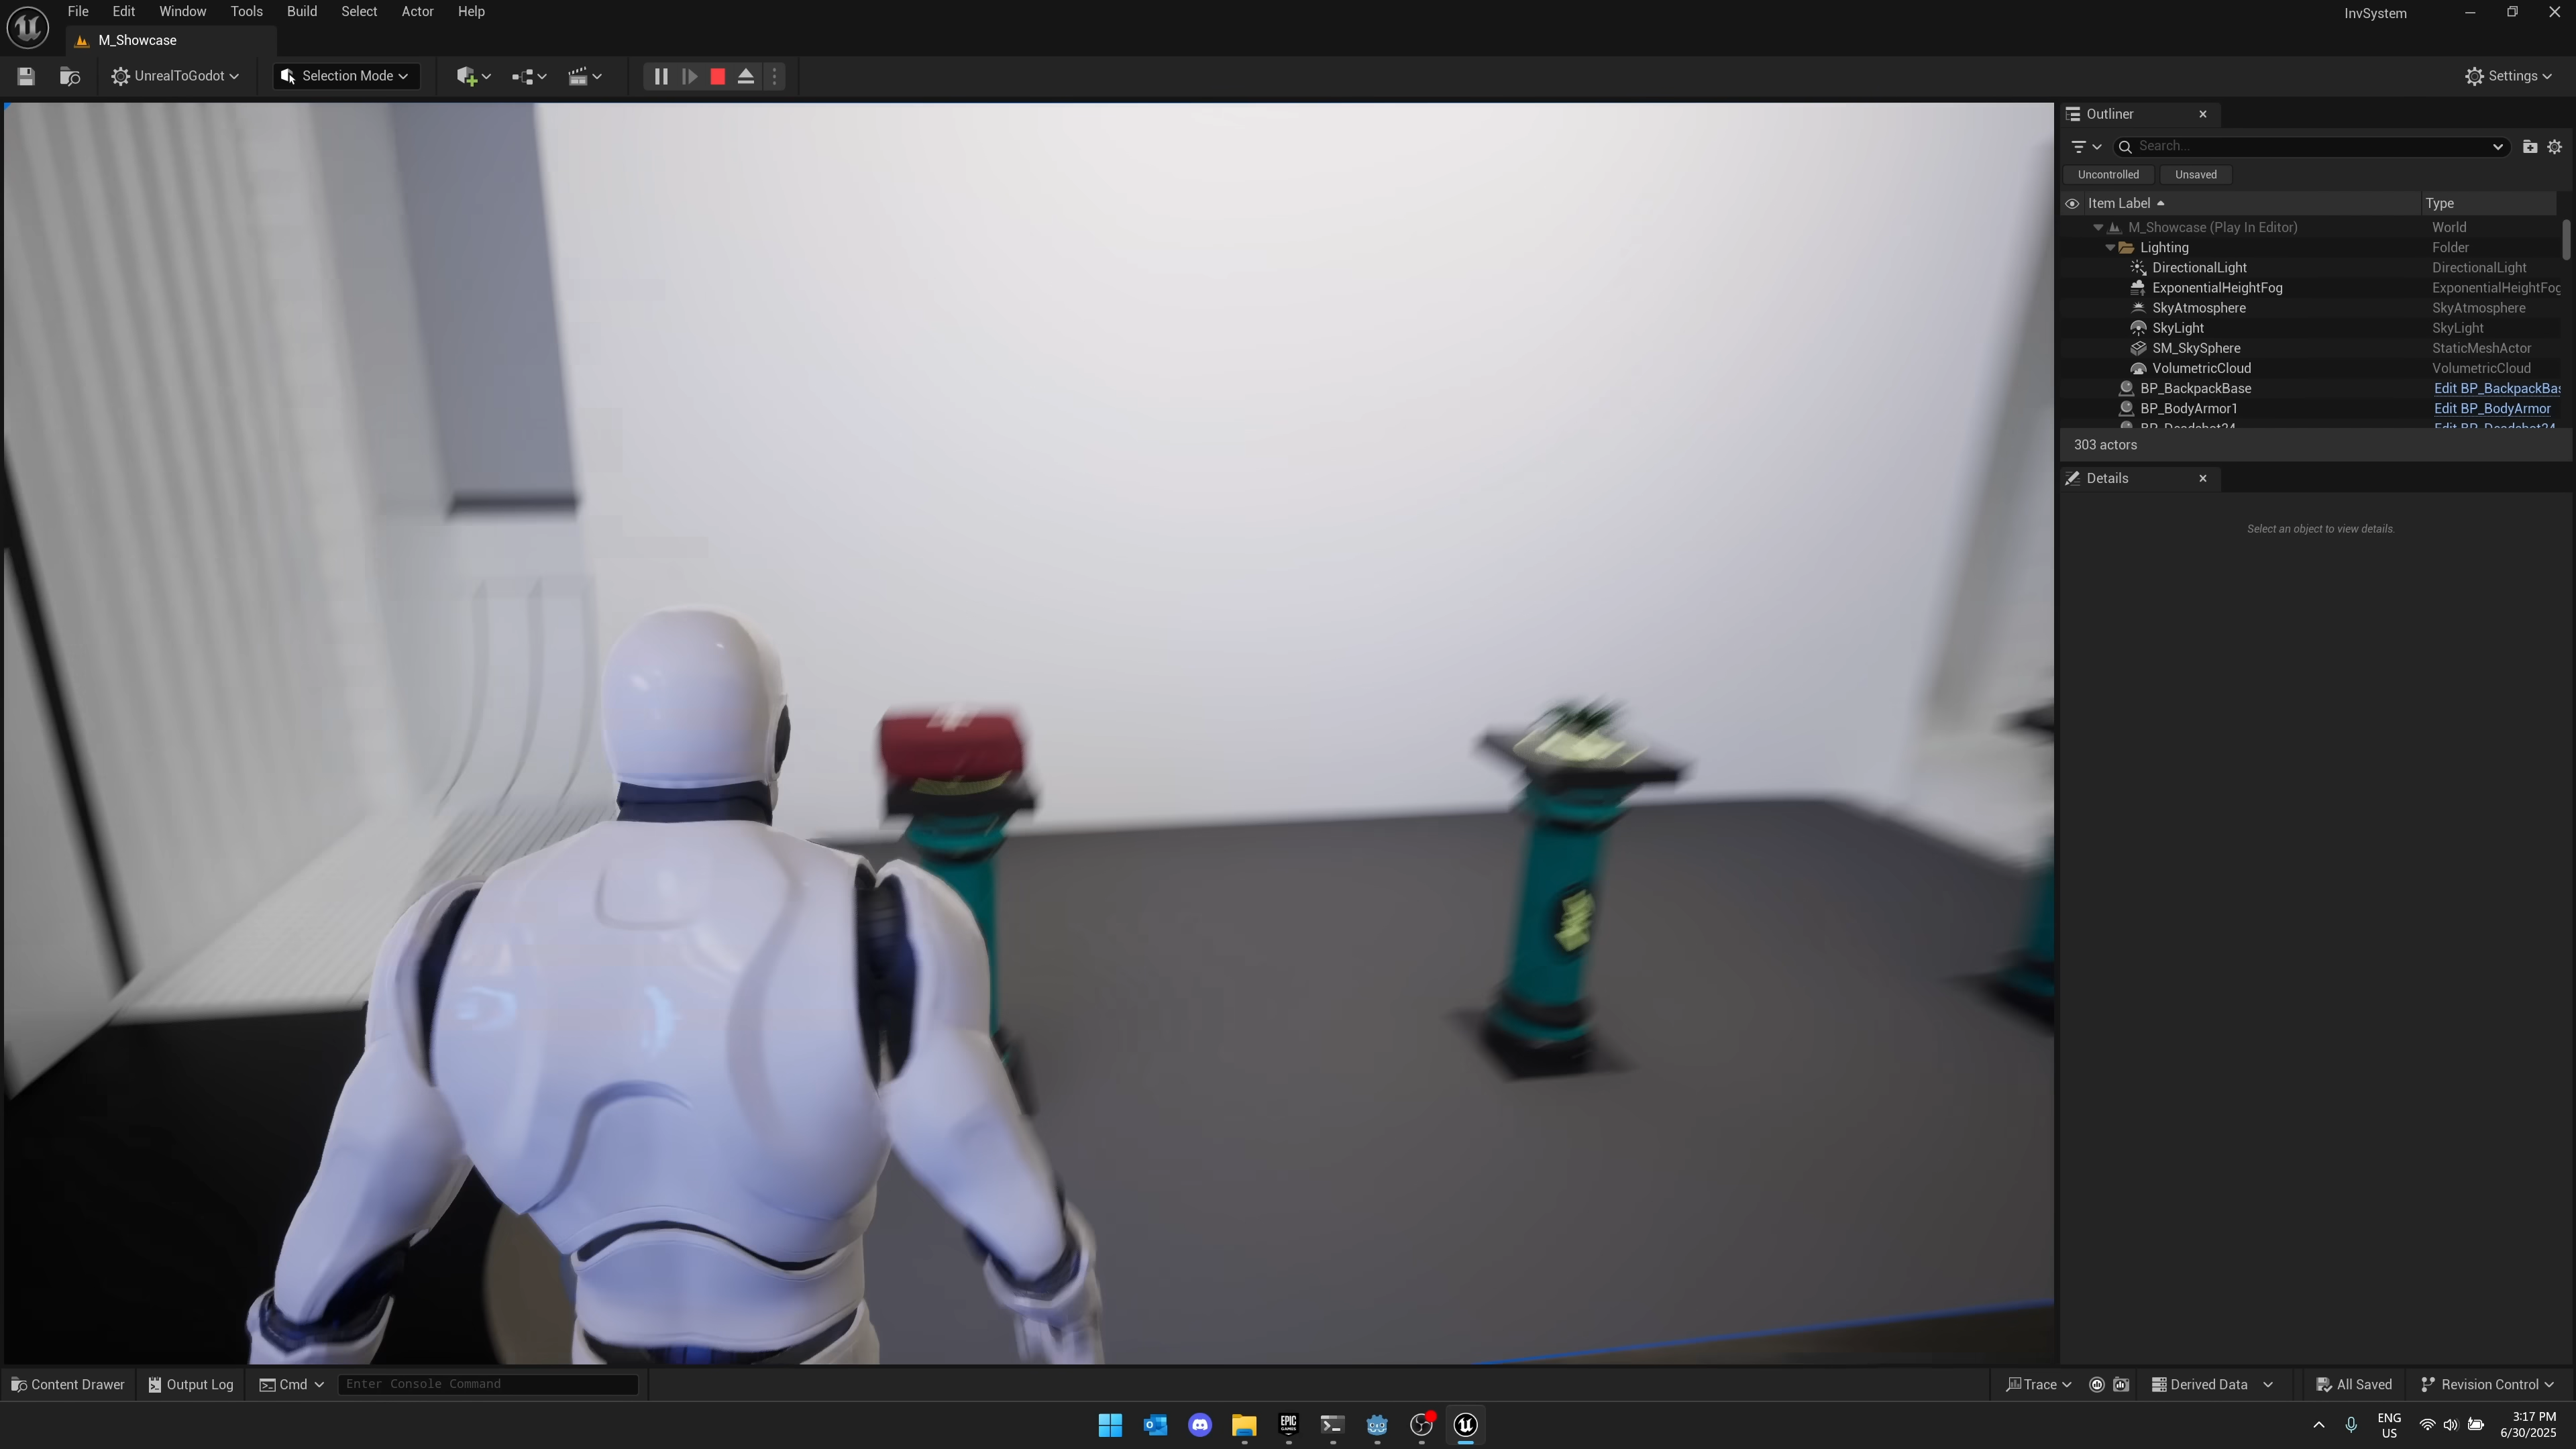 File Edit Window Tools Build Select Actor Help
InvSystem
M_Showcase
UnrealToGodot
Selection Mode
Settings
Outliner
Search...
Uncontrolled Unsaved
Item Label Type
M_Showcase (Play In Editor) World
Lighting Folder
DirectionalLight DirectionalLight
ExponentialHeightFog ExponentialHeightFog
SkyAtmosphere SkyAtmosphere
SkyLight SkyLight
SM_SkySphere StaticMeshActor
VolumetricCloud VolumetricCloud
BP_BackpackBase Edit BP_BackpackBas
BP_BodyArmor1 Edit BP_BodyArmor
303 actors
Details
Select an object to view details.
Content Drawer Output Log Cmd Enter Console Command Trace Derived Data All Saved Revision Control
EPIC
GAMES
ENG
US
3:17 PM
6/30/2025